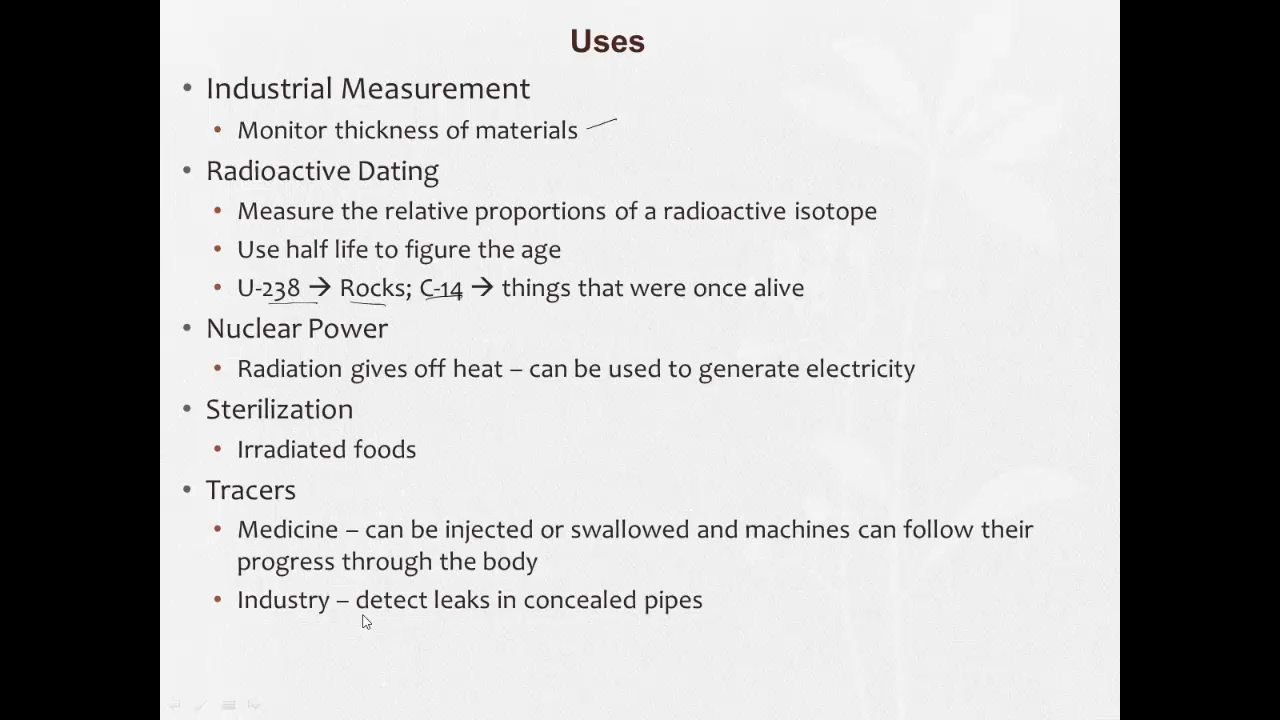 Uses
• Industrial Measurement
• Monitor thickness of materials
• Radioactive Dating
• Measure the relative proportions of a radioactive isotope
• Use half life to figure the age
• U-238 → Rocks; C-14 → things that were once alive
• Nuclear Power
• Radiation gives off heat – can be used to generate electricity
• Sterilization
• Irradiated foods
• Tracers
• Medicine – can be injected or swallowed and machines can follow their
progress through the body
• Industry – detect leaks in concealed pipes